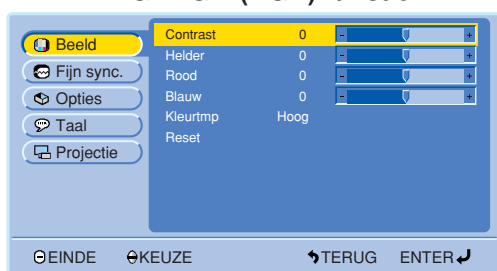 Beeld
Fijn sync.
Opties
Taal
Projectie
Contrast 0 - +
Helder 0 - +
Rood 0 - +
Blauw 0 - +
Kleurtmp Hoog
Reset
EINDE KEUZE TERUG ENTER